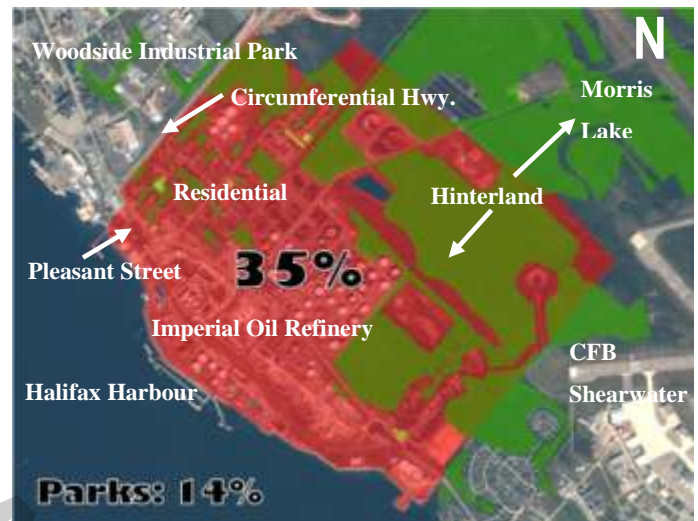 N
Woodside Industrial Park
Morris
Lake
Circumferential Hwy.
Residential
Hinterland
Pleasant Street
35%
Imperial Oil Refinery
CFB
Shearwater
Halifax Harbour
Parks: 14%